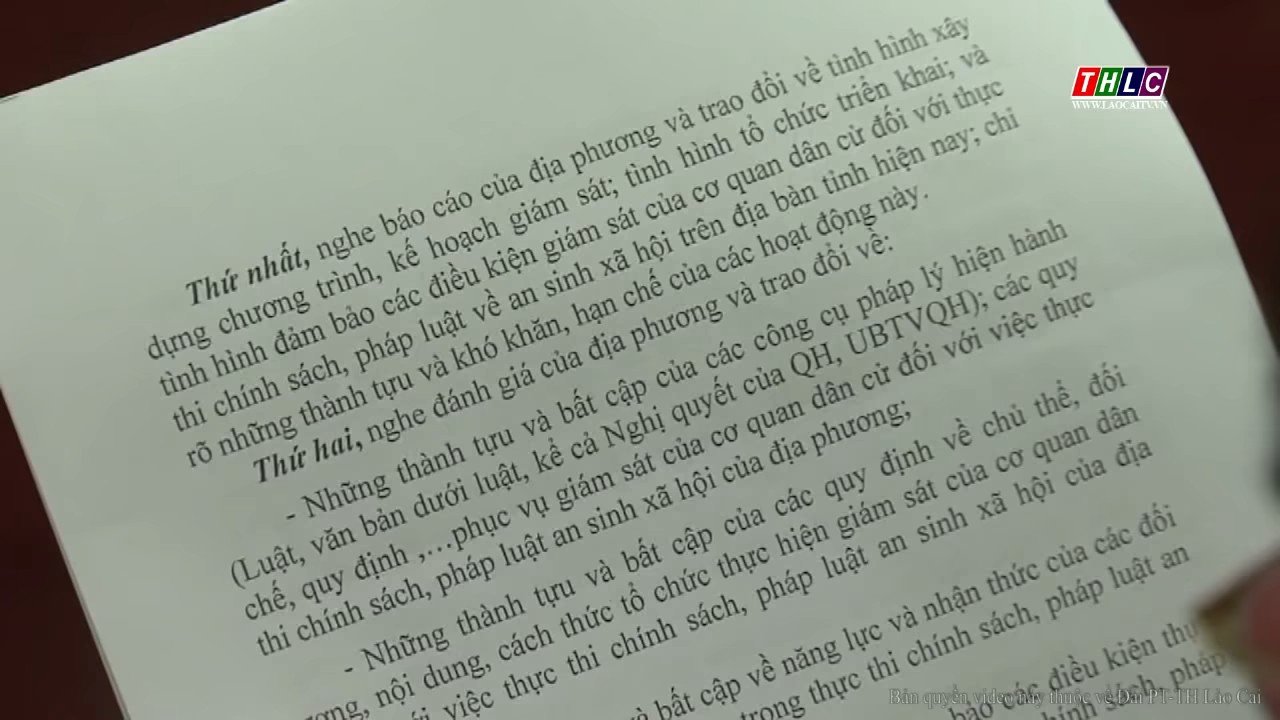 THLC
WWW.LAOCAITV.VN
Thứ nhất, nghe báo cáo của địa phương và trao đổi về tình hình xây
dựng chương trình, kế hoạch giám sát; tình hình tổ chức triển khai; và
tình hình đảm bảo các điều kiện giám sát của cơ quan dân cử đối với thực
thi chính sách, pháp luật về an sinh xã hội trên địa bàn tỉnh hiện nay; chỉ
rõ những thành tựu và khó khăn, hạn chế của các hoạt động này.
Thứ hai, nghe đánh giá của địa phương và trao đổi về:
- Những thành tựu và bất cập của các công cụ pháp lý hiện hành
(Luật, văn bản dưới luật, kể cả Nghị quyết của QH, UBTVQH); các quy
chế, quy định ,…phục vụ giám sát của cơ quan dân cử đối với việc thực
thi chính sách, pháp luật an sinh xã hội của địa phương;
- Những thành tựu và bất cập của các quy định về chủ thể, đối
nội dung, cách thức tổ chức thực hiện giám sát của cơ quan dân
việc thực thi chính sách, pháp luật an sinh xã hội của địa
và bất cập về năng lực và nhận thức của các đối
trong thực thi chính sách, pháp luật an
bảo các điều kiện
sách, pháp
Bản quyền video này thuộc về Đài PT-TH Lào Cai